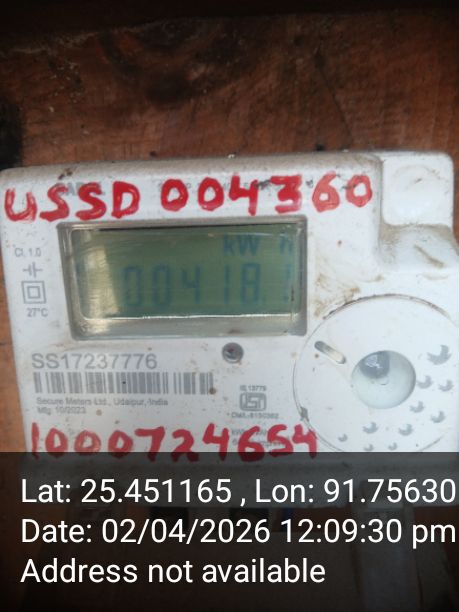 USSD 004360
kW h
00418.1
Cl. 1.0
27°C
SS17237776
Secure Meters Ltd., Udaipur, India
Mfg. 10/2023
IS 13779
1000724654
Lat: 25.451165 , Lon: 91.75630
Date: 02/04/2026 12:09:30 pm
Address not available